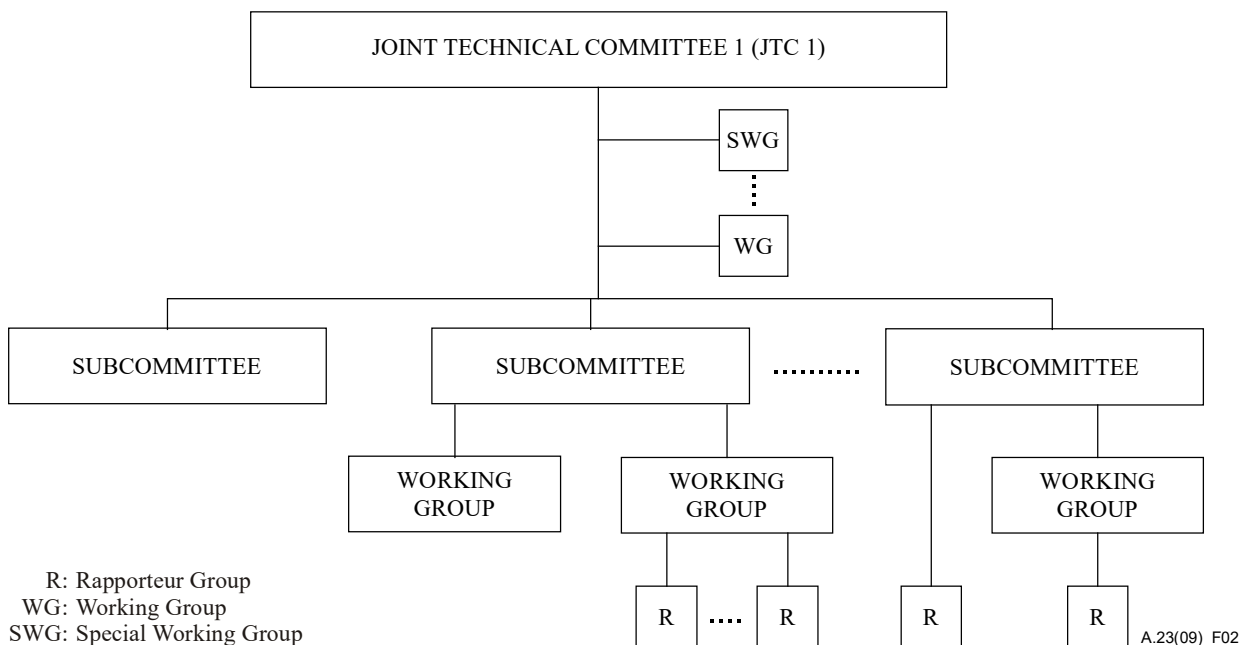 JOINT TECHNICAL COMMITTEE 1 (JTC 1)
SWG
WG
SUBCOMMITTEE
SUBCOMMITTEE
SUBCOMMITTEE
WORKING
GROUP
WORKING
GROUP
WORKING
GROUP
R
R
R
R
R: Rapporteur Group
WG: Working Group
SWG: Special Working Group
A.23(09)_F02